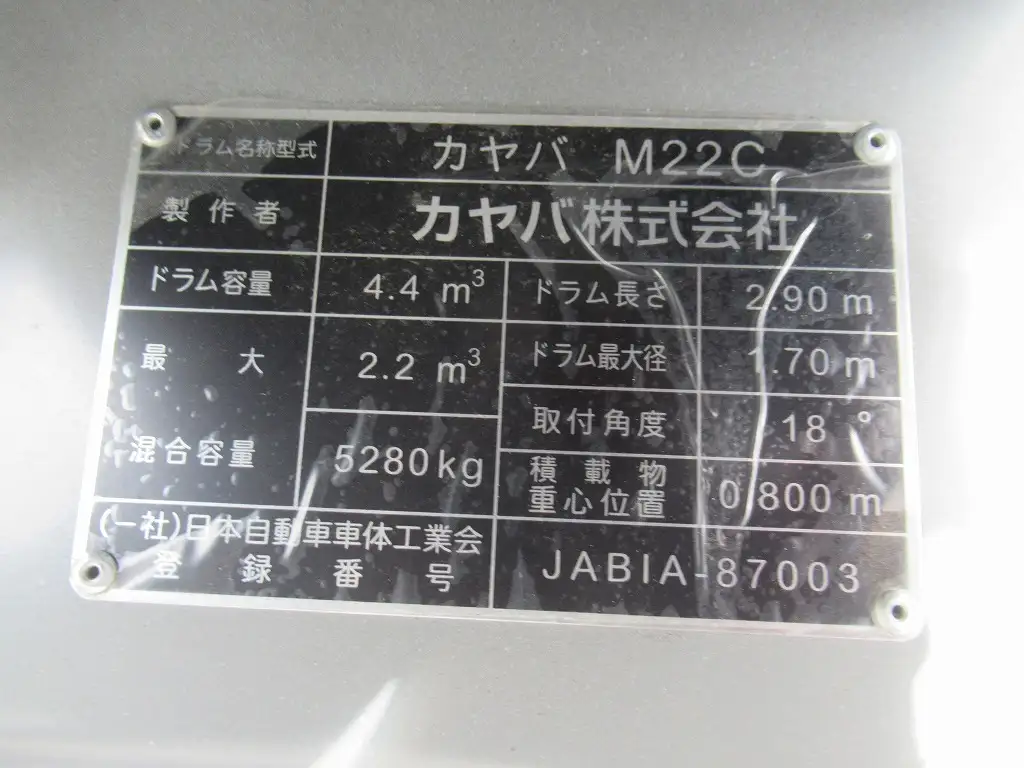 ドラム名称型式 カヤバ M22C
製作者 カヤバ株式会社
ドラム容量 4.4 m³ ドラム長さ 2.90 m
最大 2.2 m³ ドラム最大径 1.70 m
取付角度 18°
混合容量 5280kg 積載物
重心位置 0.800 m
(一社)日本自動車車体工業会
登録番号 JABIA-87003